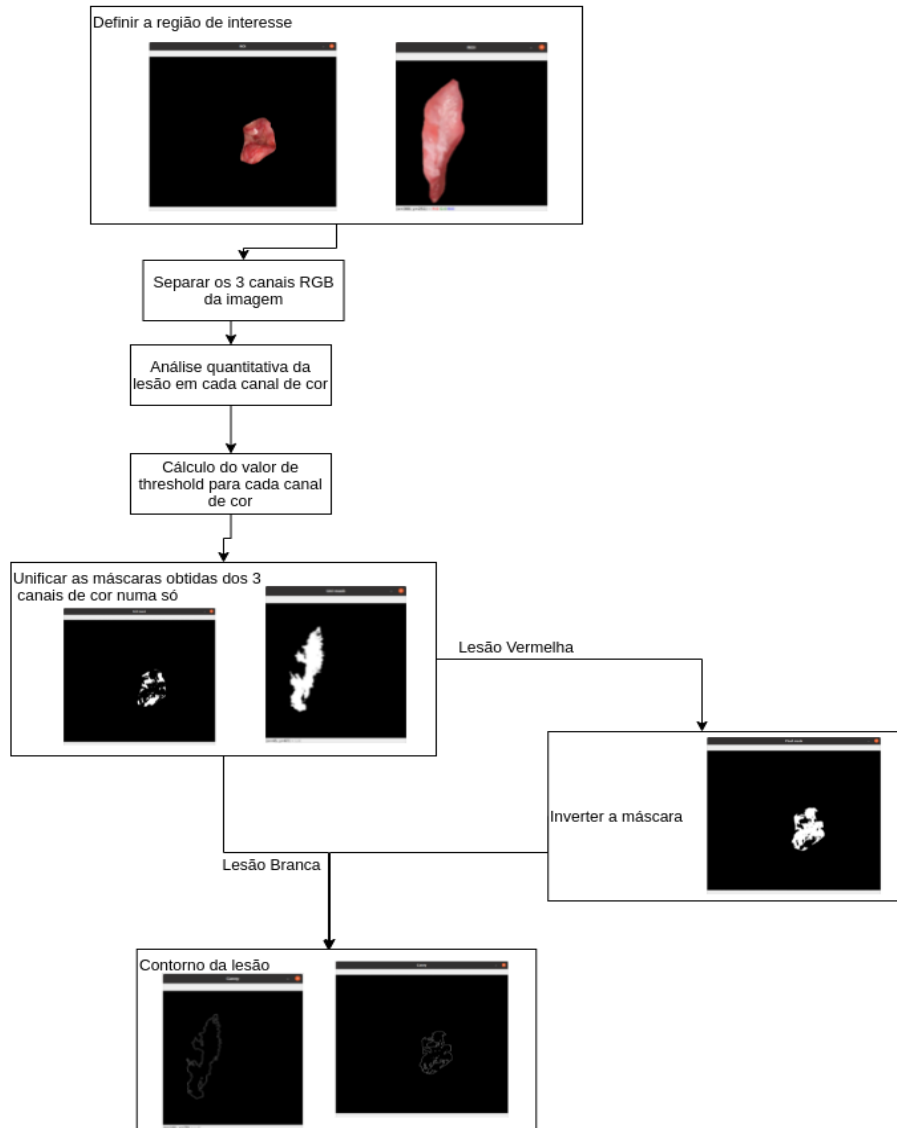 Definir a região de interesse
Separar os 3 canais RGB
da imagem
Análise quantitativa da
lesão em cada canal de cor
Cálculo do valor de
threshold para cada canal
de cor
Unificar as máscaras obtidas dos 3
canais de cor numa só
Lesão Vermelha
Inverter a máscara
Lesão Branca
Contorno da lesão